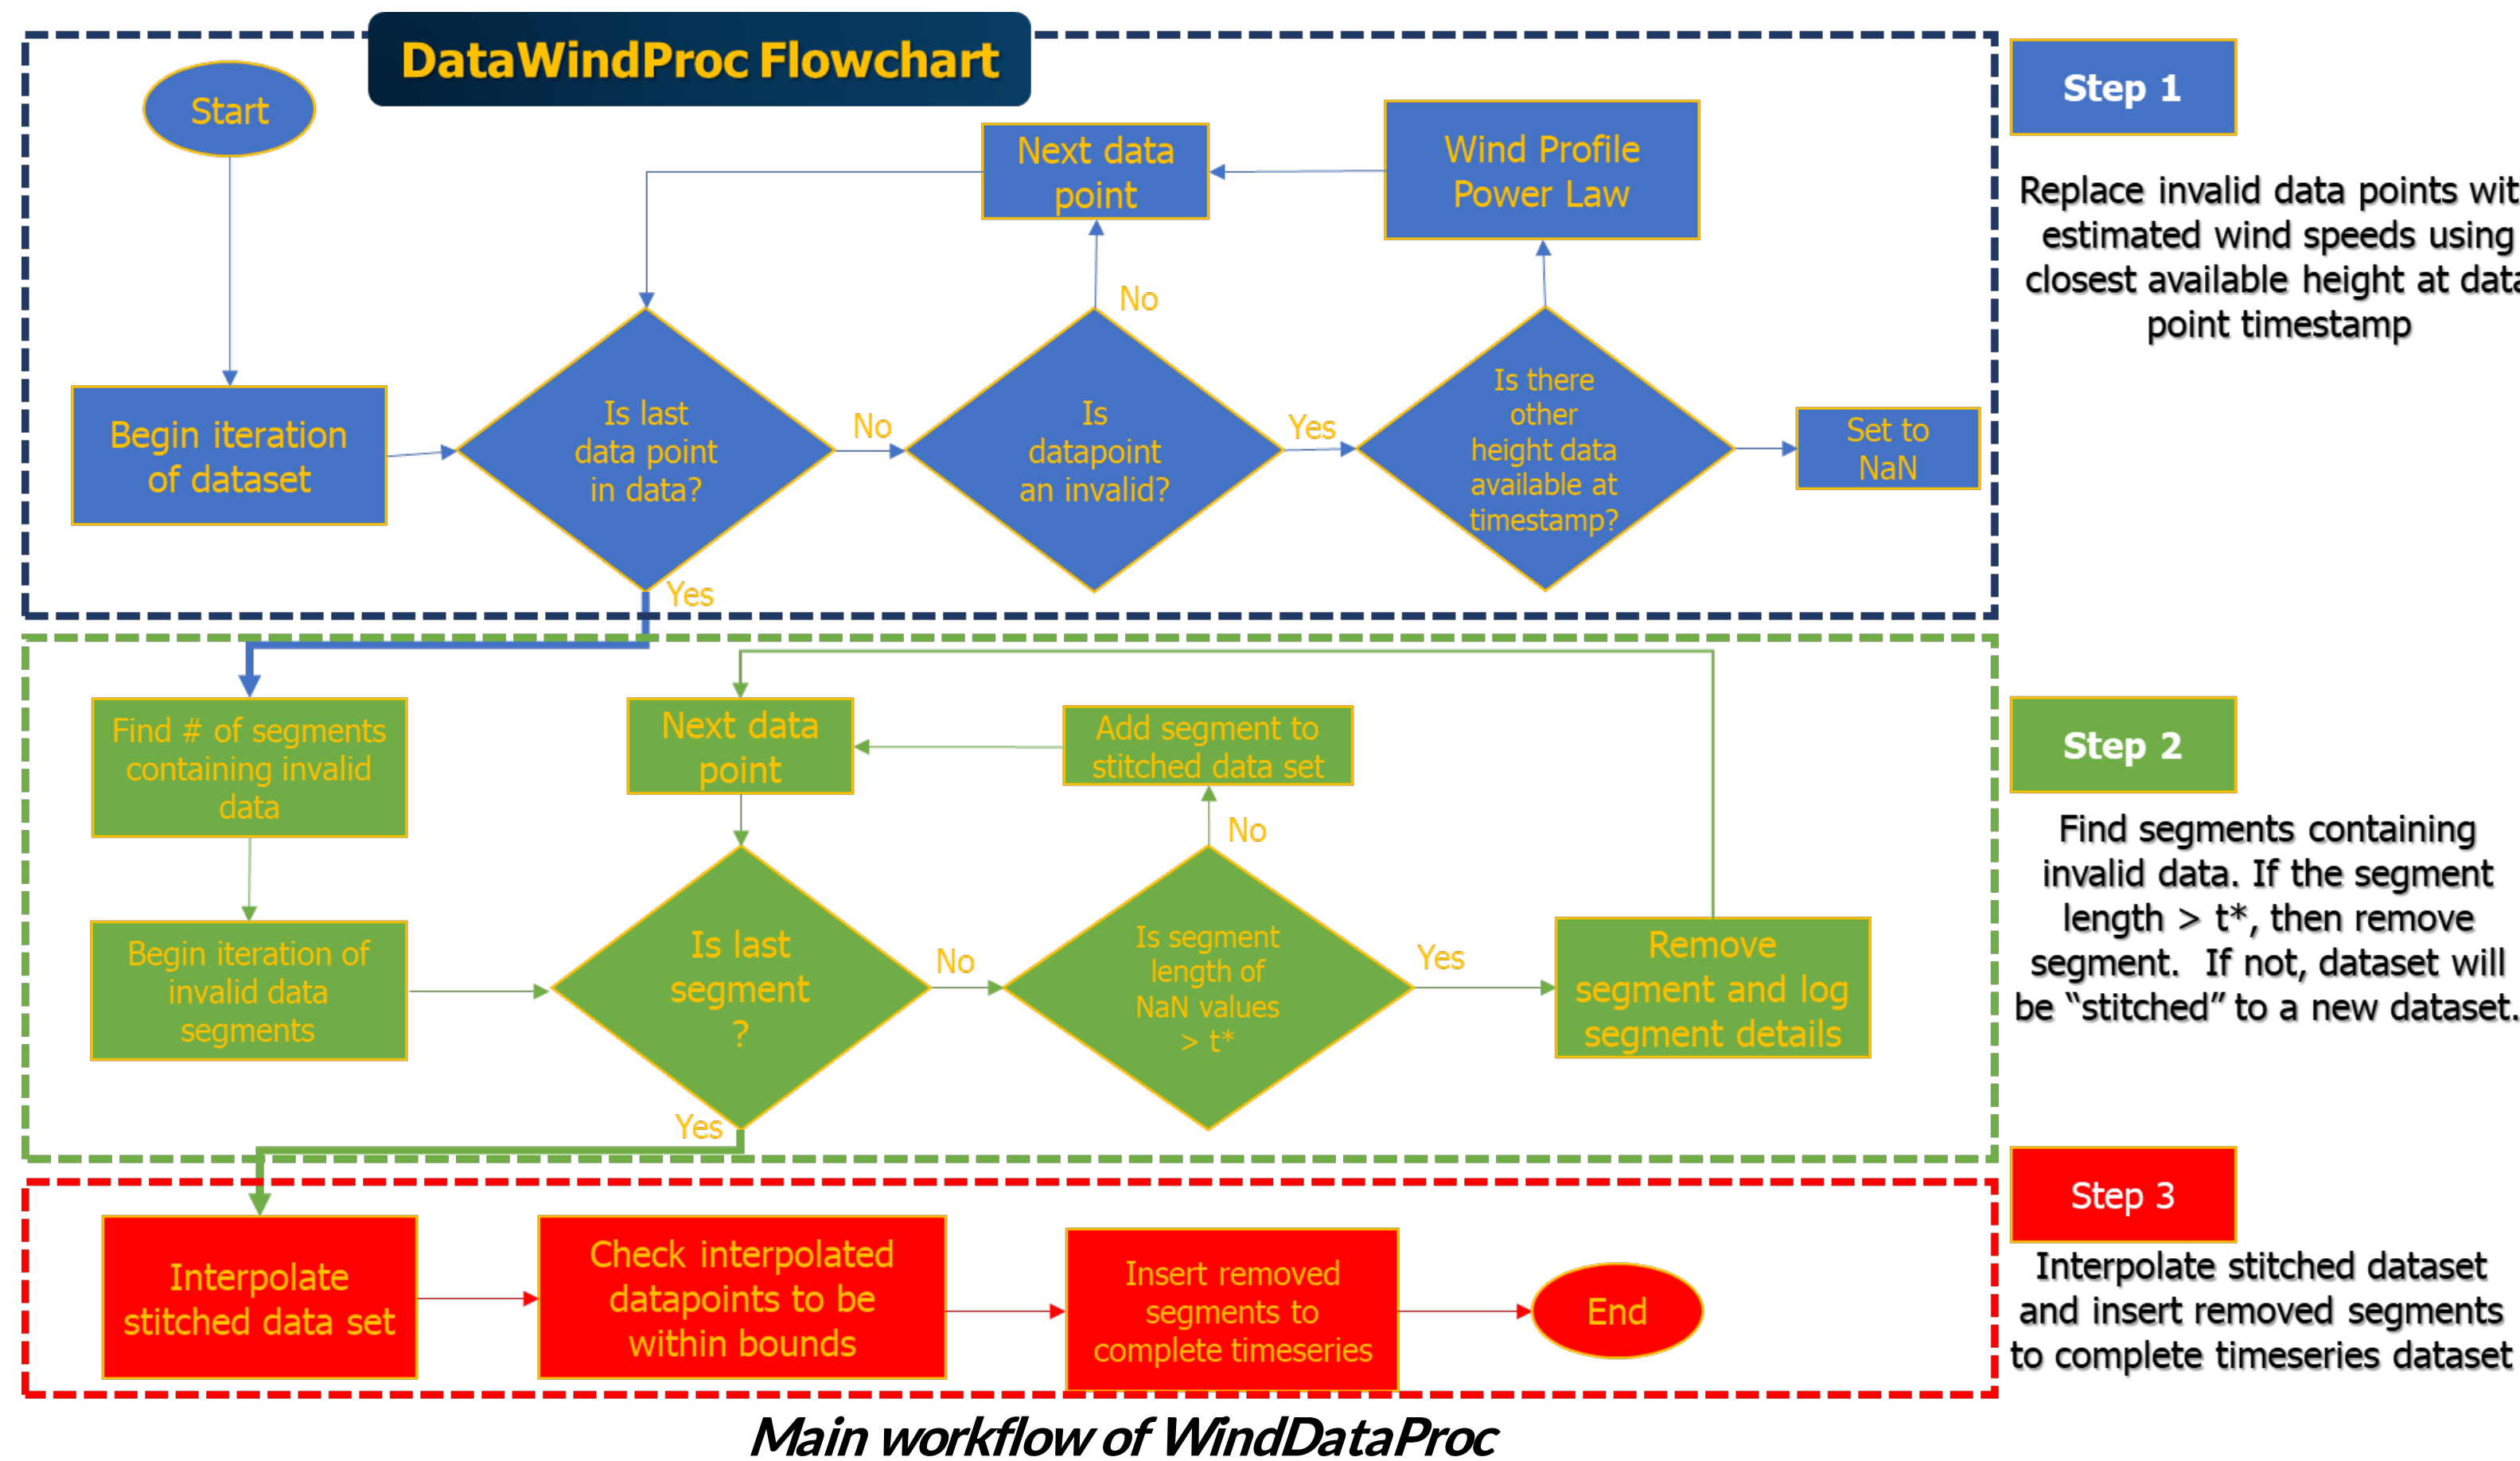 DataWindProc Flowchart
Start
Next data
point
Wind Profile
Power Law
No
Begin iteration
of dataset
Is last
data point
in data?
No
Is
datapoint
an invalid?
Yes
Is there
other
height data
available at
timestamp?
Set to
NaN
Yes
Step 1
Replace invalid data points wit
estimated wind speeds using
closest available height at data
point timestamp
Find # of segments
containing invalid
data
Next data
point
Add segment to
stitched data set
No
Begin iteration of
invalid data
segments
Is last
segment
?
No
Is segment
length of
NaN values
> t*
Yes
Remove
segment and log
segment details
Yes
Step 2
Find segments containing
invalid data. If the segment
length > t*, then remove
segment. If not, dataset will
be “stitched” to a new dataset.
Interpolate
stitched data set
Check interpolated
datapoints to be
within bounds
Insert removed
segments to
complete timeseries
End
Step 3
Interpolate stitched dataset
and insert removed segments
to complete timeseries dataset
Main workflow of WindDataProc